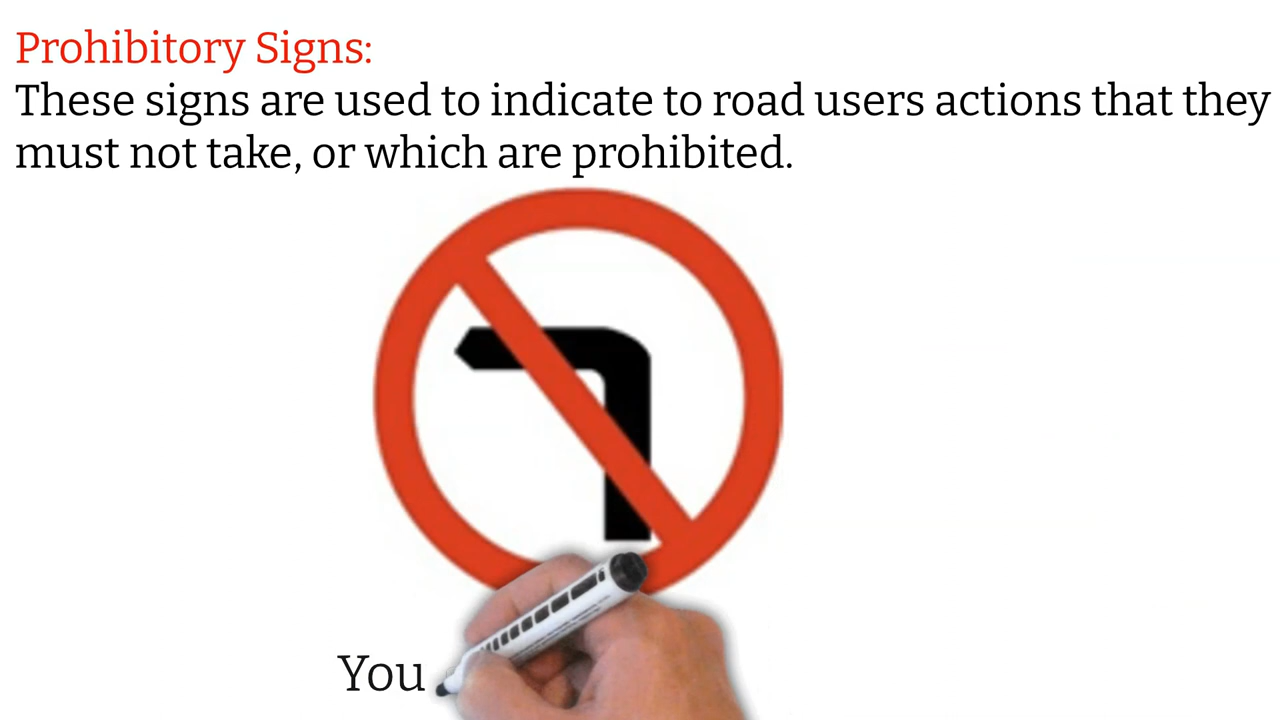 Prohibitory Signs:
These signs are used to indicate to road users actions that they
must not take, or which are prohibited.
You